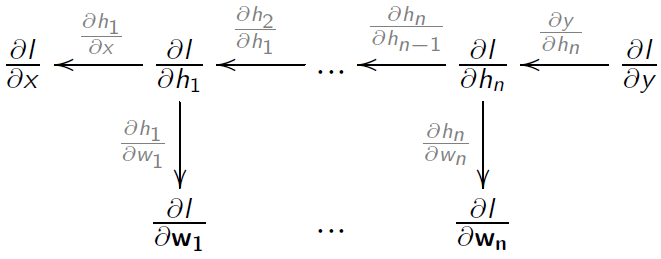 ∂h₁/∂x ∂h₂/∂h₁ ∂hₙ/∂hₙ₋₁ ∂y/∂hₙ
∂l/∂x ∂l/∂h₁ ... ∂l/∂hₙ ∂l/∂y
∂h₁/∂w₁ ∂hₙ/∂wₙ
∂l/∂w₁ ... ∂l/∂wₙ